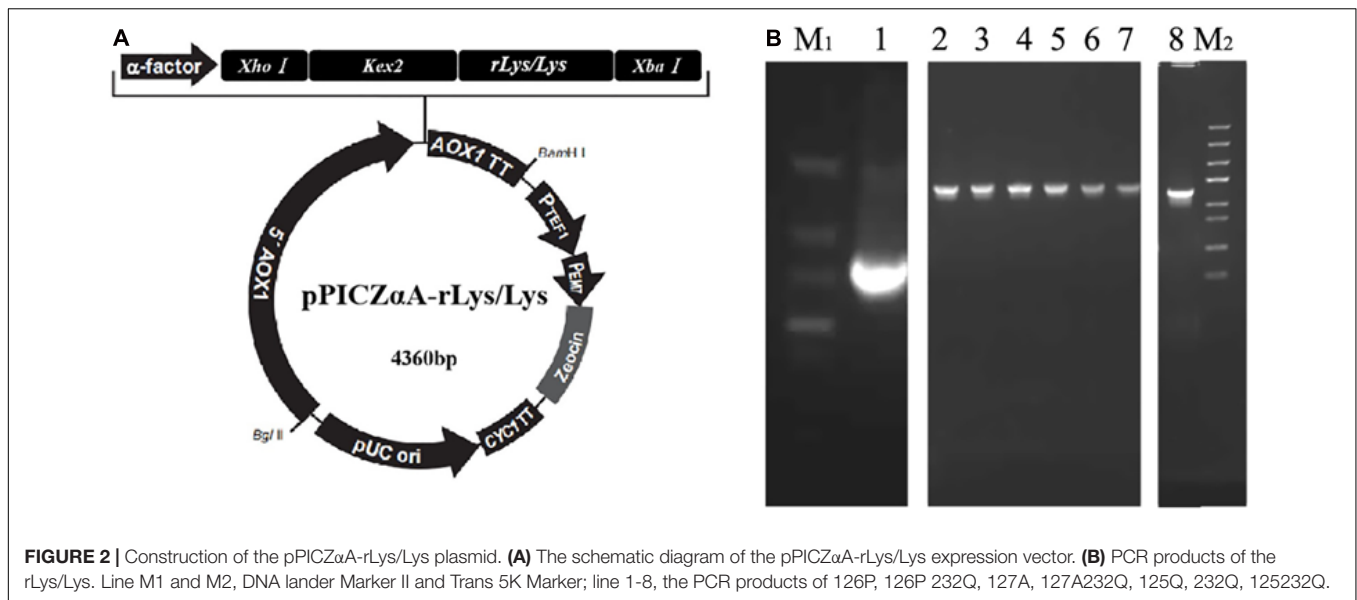 A
α-factor Xho I Kex2 rLys/Lys Xba I
AOX1 TT
BamH I
PTEF1
PEM7
Zeocin
CYC1TT
pUC ori
Bgl II
5´ AOX1
pPICZαA-rLys/Lys
4360bp
B M1 1 2 3 4 5 6 7 8 M2
FIGURE 2 | Construction of the pPICZαA-rLys/Lys plasmid. (A) The schematic diagram of the pPICZαA-rLys/Lys expression vector. (B) PCR products of the
rLys/Lys. Line M1 and M2, DNA lander Marker II and Trans 5K Marker; line 1-8, the PCR products of 126P, 126P 232Q, 127A, 127A232Q, 125Q, 232Q, 125232Q.